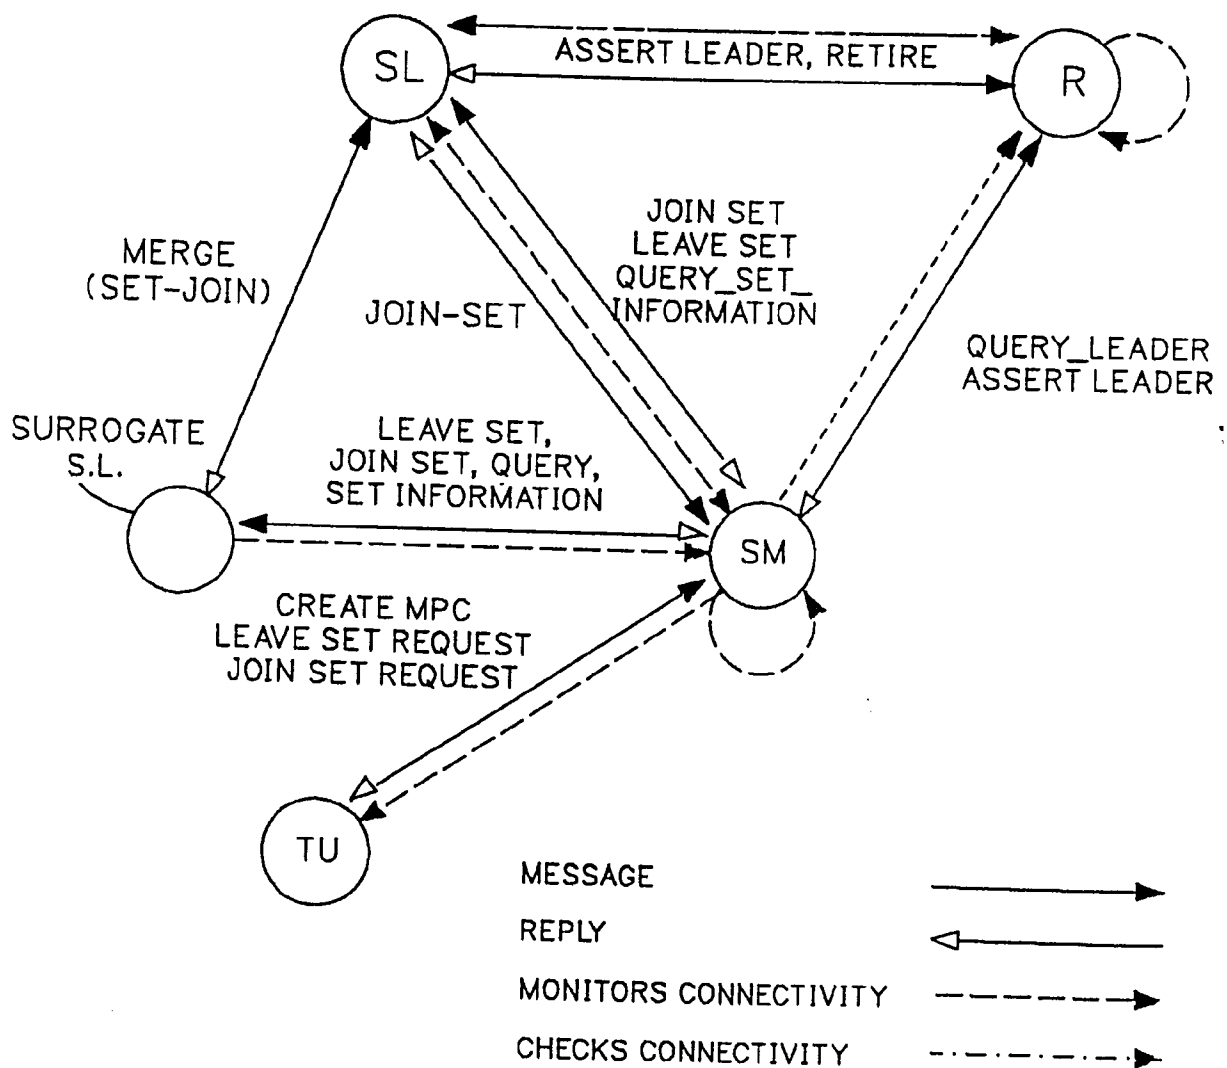 SL
ASSERT LEADER, RETIRE
R
JOIN SET
LEAVE SET
QUERY_SET_
INFORMATION
MERGE
(SET-JOIN)
JOIN-SET
QUERY_LEADER
ASSERT LEADER
SURROGATE
S.L.
LEAVE SET,
JOIN SET, QUERY,
SET INFORMATION
SM
CREATE MPC
LEAVE SET REQUEST
JOIN SET REQUEST
TU
MESSAGE
REPLY
MONITORS CONNECTIVITY
CHECKS CONNECTIVITY